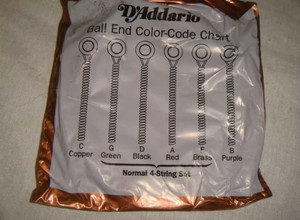 D'Addario
Ball End Color-Code Chart
C G D A E B
Copper Green Black Red Brass Purple
Normal 4-String Set